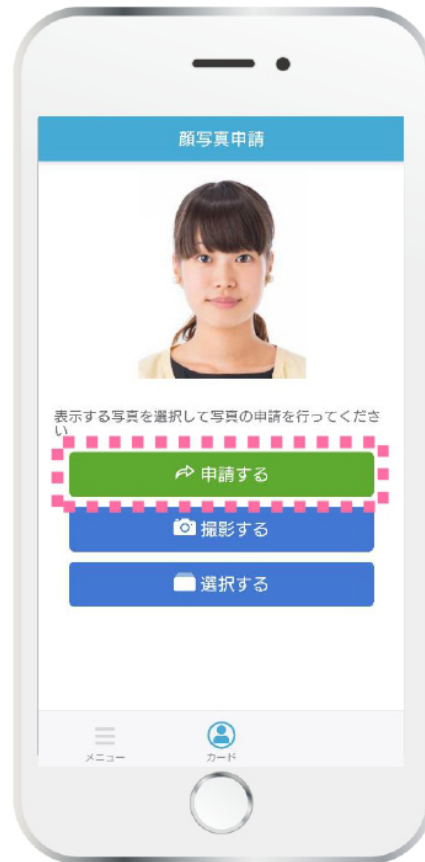 顔写真申請
表示する写真を選択して写真の申請を行ってくださ
い
申請する
撮影する
選択する
メニュー
カード